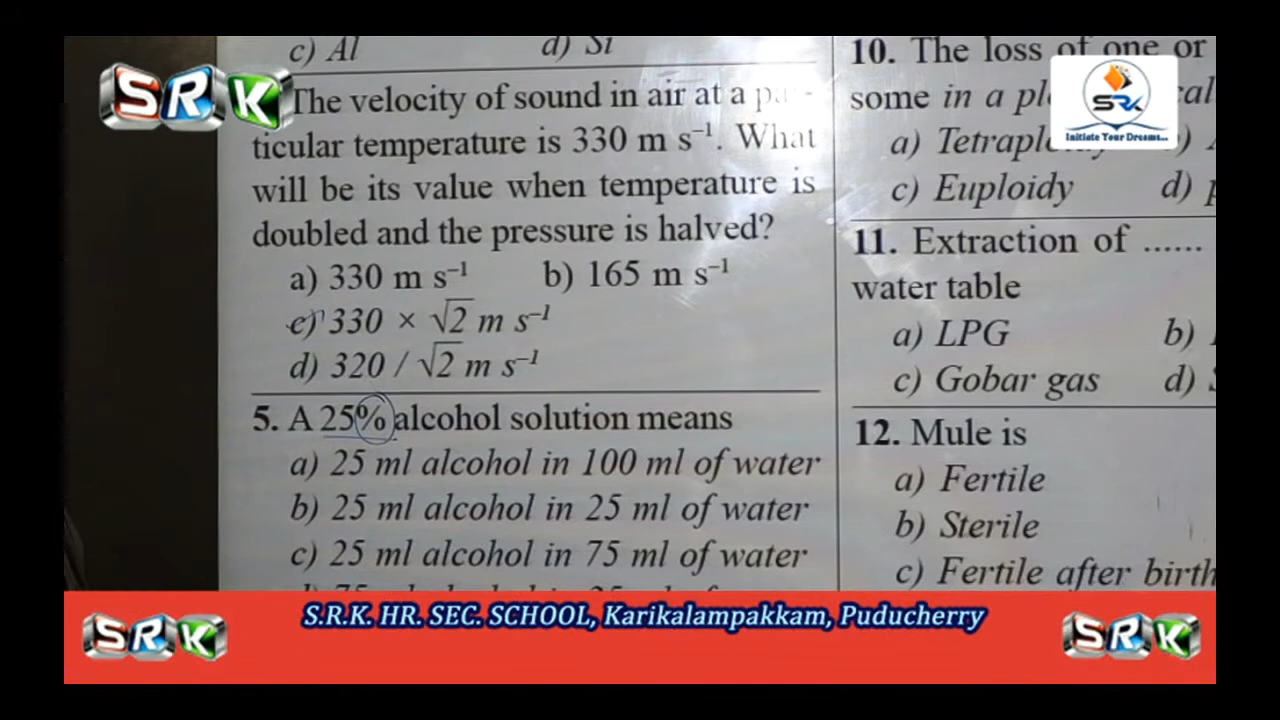 c) Al d) Si
SRK
The velocity of sound in air at a
ticular temperature is 330 m s⁻¹. What
will be its value when temperature is
doubled and the pressure is halved?
a) 330 m s⁻¹ b) 165 m s⁻¹
c) 330 × √2 m s⁻¹
d) 320 / √2 m s⁻¹
5. A 25% alcohol solution means
a) 25 ml alcohol in 100 ml of water
b) 25 ml alcohol in 25 ml of water
c) 25 ml alcohol in 75 ml of water
10. The loss of one or
some in a
a) c) Euploidy d)
11. Extraction of ......
water table
a) LPG b)
c) Gobar gas d)
12. Mule is
a) Fertile
b) Sterile
c) Fertile after birth
SRK
Initiate Your Dreams...
SRK
S.R.K. HR. SEC. SCHOOL, Karikalampakkam, Puducherry
SRK